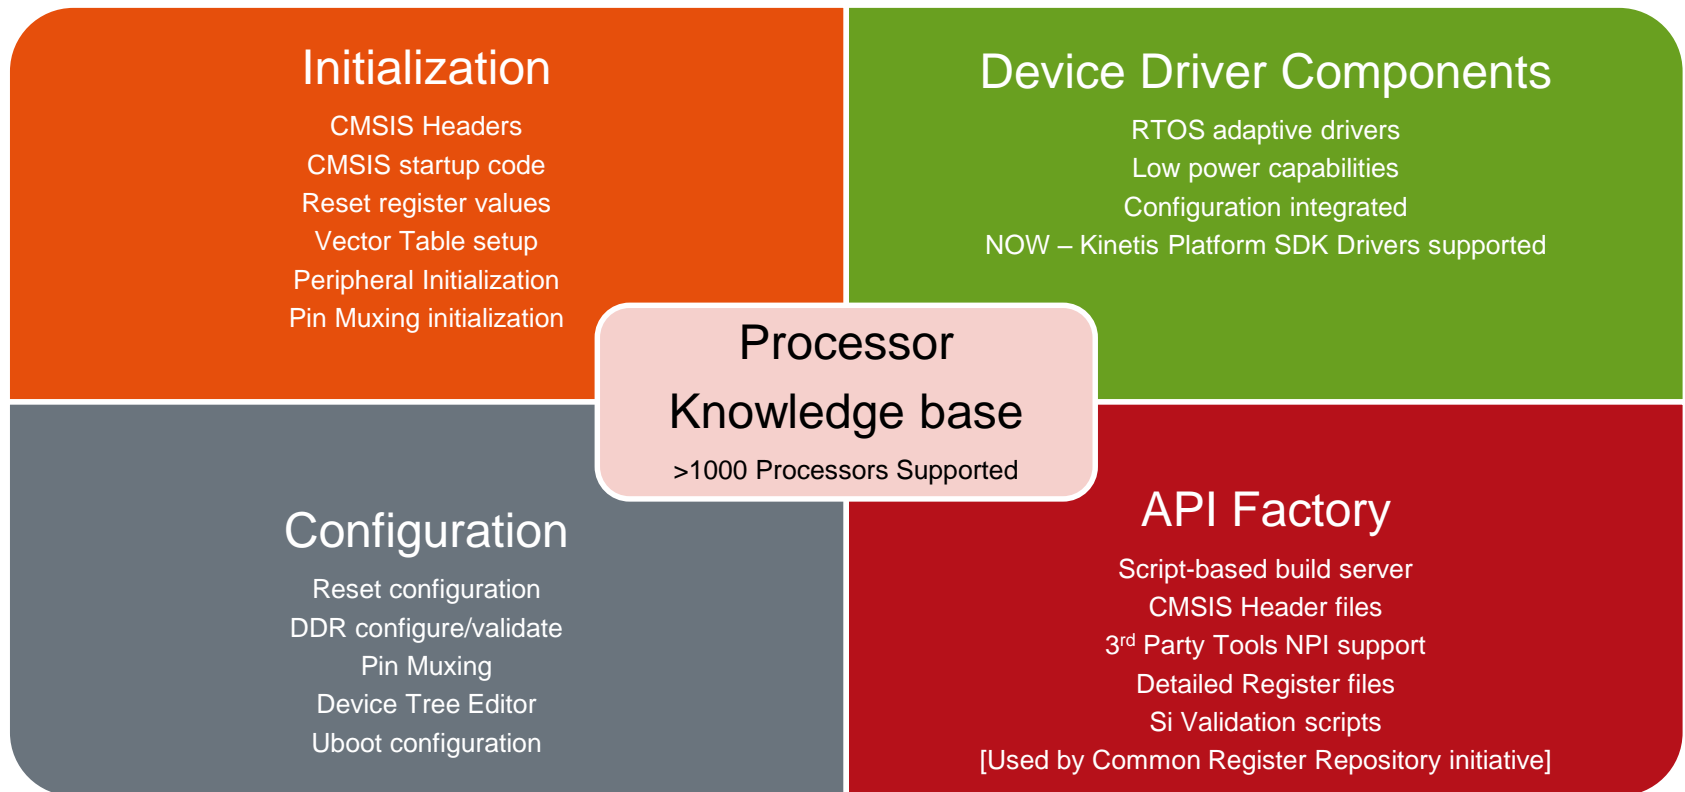 Initialization
CMSIS Headers
CMSIS startup code
Reset register values
Vector Table setup
Peripheral Initialization
Pin Muxing initialization
Device Driver Components
RTOS adaptive drivers
Low power capabilities
Configuration integrated
NOW – Kinetis Platform SDK Drivers supported
Processor
Knowledge base
>1000 Processors Supported
Configuration
Reset configuration
DDR configure/validate
Pin Muxing
Device Tree Editor
Uboot configuration
API Factory
Script-based build server
CMSIS Header files
3rd Party Tools NPI support
Detailed Register files
Si Validation scripts
[Used by Common Register Repository initiative]